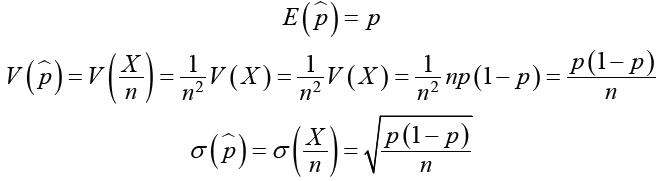 E(p̂) = p
V(p̂) = V(X/n) = 1/n² V(X) = 1/n² V(X) = 1/n² np(1 − p) = p(1 − p)/n
σ(p̂) = σ(X/n) = √(p(1 − p)/n)